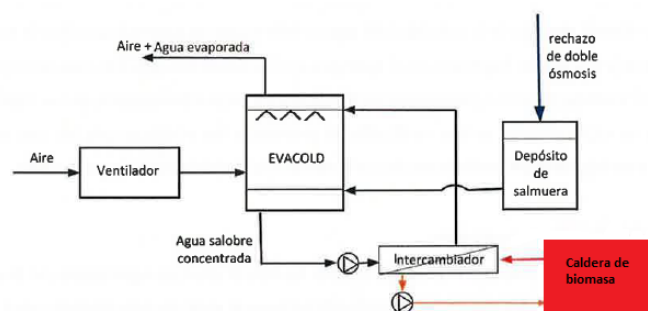 Aire + Agua evaporada
rechazo
de doble
ósmosis
Aire
Ventilador
EVACOLD
Depósito
de
salmuera
Agua salobre
concentrada
Intercambiador
Caldera de
biomasa